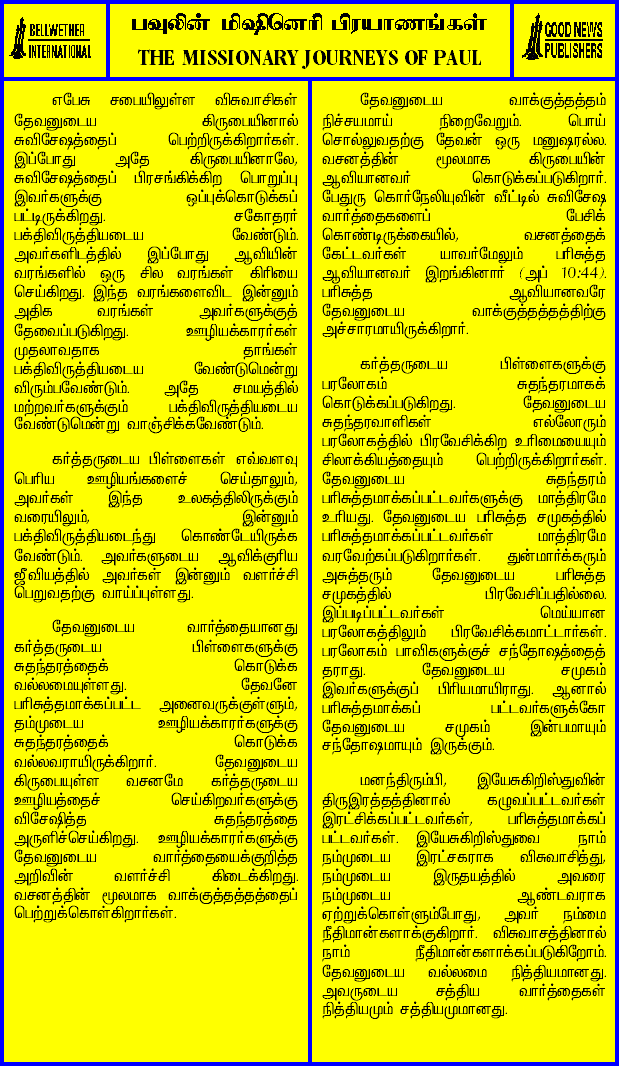 BELLWETHER
INTERNATIONAL
பவுலின் மிஷினெரி பிரயாணங்கள்
THE MISSIONARY JOURNEYS OF PAUL
GOOD NEWS
PUBLISHERS
எபேசு சபையிலுள்ள விசுவாசிகள்
தேவனுடைய கிருபையினால்
சுவிசேஷத்தைப் பெற்றிருக்கிறார்கள்.
இப்போது அதே கிருபையினாலே,
சுவிசேஷத்தைப் பிரசங்கிக்கிற பொறுப்பு
இவர்களுக்கு ஒப்புக்கொடுக்கப்
பட்டிருக்கிறது. சகோதரர்
பக்திவிருத்தியடைய வேண்டும்.
அவர்களிடத்தில் இப்போது ஆவியின்
வரங்களில் ஒரு சில வரங்கள் கிரியை
செய்கிறது. இந்த வரங்களைவிட இன்னும்
அதிக வரங்கள் அவர்களுக்குத்
தேவைப்படுகிறது. ஊழியக்காரர்கள்
முதலாவதாக தாங்கள்
பக்திவிருத்தியடைய வேண்டுமென்று
விரும்பவேண்டும். அதே சமயத்தில்
மற்றவர்களுக்கும் பக்திவிருத்தியடைய
வேண்டுமென்று வாஞ்சிக்கவேண்டும்.
கர்த்தருடைய பிள்ளைகள் எவ்வளவு
பெரிய ஊழியங்களைச் செய்தாலும்,
அவர்கள் இந்த உலகத்திலிருக்கும்
வரையிலும், இன்னும்
பக்திவிருத்தியடைந்து கொண்டேயிருக்க
வேண்டும். அவர்களுடைய ஆவிக்குரிய
ஜீவியத்தில் அவர்கள் இன்னும் வளர்ச்சி
பெறுவதற்கு வாய்ப்புள்ளது.
தேவனுடைய வார்த்தையானது
கர்த்தருடைய பிள்ளைகளுக்கு
சுதந்தரத்தைக் கொடுக்க
வல்லமையுள்ளது. தேவனே
பரிசுத்தமாக்கப்பட்ட அனைவருக்குள்ளும்,
தம்முடைய ஊழியக்காரர்களுக்கு
சுதந்தரத்தைக் கொடுக்க
வல்லவராயிருக்கிறார். தேவனுடைய
கிருபையுள்ள வசனமே கர்த்தருடைய
ஊழியத்தைச் செய்கிறவர்களுக்கு
விசேஷித்த சுதந்தரத்தை
அருளிச்செய்கிறது. ஊழியக்காரர்களுக்கு
தேவனுடைய வார்த்தையைக்குறித்த
அறிவின் வளர்ச்சி கிடைக்கிறது.
வசனத்தின் மூலமாக வாக்குத்தத்தத்தைப்
பெற்றுக்கொள்கிறார்கள்.
தேவனுடைய வாக்குத்தத்தம்
நிச்சயமாய் நிறைவேறும். பொய்
சொல்லுவதற்கு தேவன் ஒரு மனுஷரல்ல.
வசனத்தின் மூலமாக கிருபையின்
ஆவியானவர் கொடுக்கப்படுகிறார்.
பேதுரு கொர்நேலியுவின் வீட்டில் சுவிசேஷ
வார்த்தைகளைப் பேசிக்
கொண்டிருக்கையில், வசனத்தைக்
கேட்டவர்கள் யாவர்மேலும் பரிசுத்த
ஆவியானவர் இறங்கினார் (அப் 10:44).
பரிசுத்த ஆவியானவரே
தேவனுடைய வாக்குத்தத்தத்திற்கு
அச்சாரமாயிருக்கிறார்.
கர்த்தருடைய பிள்ளைகளுக்கு
பரலோகம் சுதந்தரமாகக்
கொடுக்கப்படுகிறது. தேவனுடைய
சுதந்தரவாளிகள் எல்லோரும்
பரலோகத்தில் பிரவேசிக்கிற உரிமையையும்
சிலாக்கியத்தையும் பெற்றிருக்கிறார்கள்.
தேவனுடைய சுதந்தரம்
பரிசுத்தமாக்கப்பட்டவர்களுக்கு மாத்திரமே
உரியது. தேவனுடைய பரிசுத்த சமுகத்தில்
பரிசுத்தமாக்கப்பட்டவர்கள் மாத்திரமே
வரவேற்கப்படுகிறார்கள். துன்மார்க்கரும்
அசுத்தரும் தேவனுடைய பரிசுத்த
சமுகத்தில் பிரவேசிப்பதில்லை.
இப்படிப்பட்டவர்கள் மெய்யான
பரலோகத்திலும் பிரவேசிக்கமாட்டார்கள்.
பரலோகம் பாவிகளுக்குச் சந்தோஷத்தைத்
தராது. தேவனுடைய சமுகம்
இவர்களுக்குப் பிரியமாயிராது. ஆனால்
பரிசுத்தமாக்கப் பட்டவர்களுக்கோ
தேவனுடைய சமுகம் இன்பமாயும்
சந்தோஷமாயும் இருக்கும்.
மனந்திரும்பி, இயேசுகிறிஸ்துவின்
திருஇரத்தத்தினால் கழுவப்பட்டவர்கள்
இரட்சிக்கப்பட்டவர்கள், பரிசுத்தமாக்கப்
பட்டவர்கள். இயேசுகிறிஸ்துவை நாம்
நம்முடைய இரட்சகராக விசுவாசித்து,
நம்முடைய இருதயத்தில் அவரை
நம்முடைய ஆண்டவராக
ஏற்றுக்கொள்ளும்போது, அவர் நம்மை
நீதிமான்களாக்குகிறார். விசுவாசத்தினால்
நாம் நீதிமான்களாக்கப்படுகிறோம்.
தேவனுடைய வல்லமை நித்தியமானது.
அவருடைய சத்திய வார்த்தைகள்
நித்தியமும் சத்தியமுமானது.